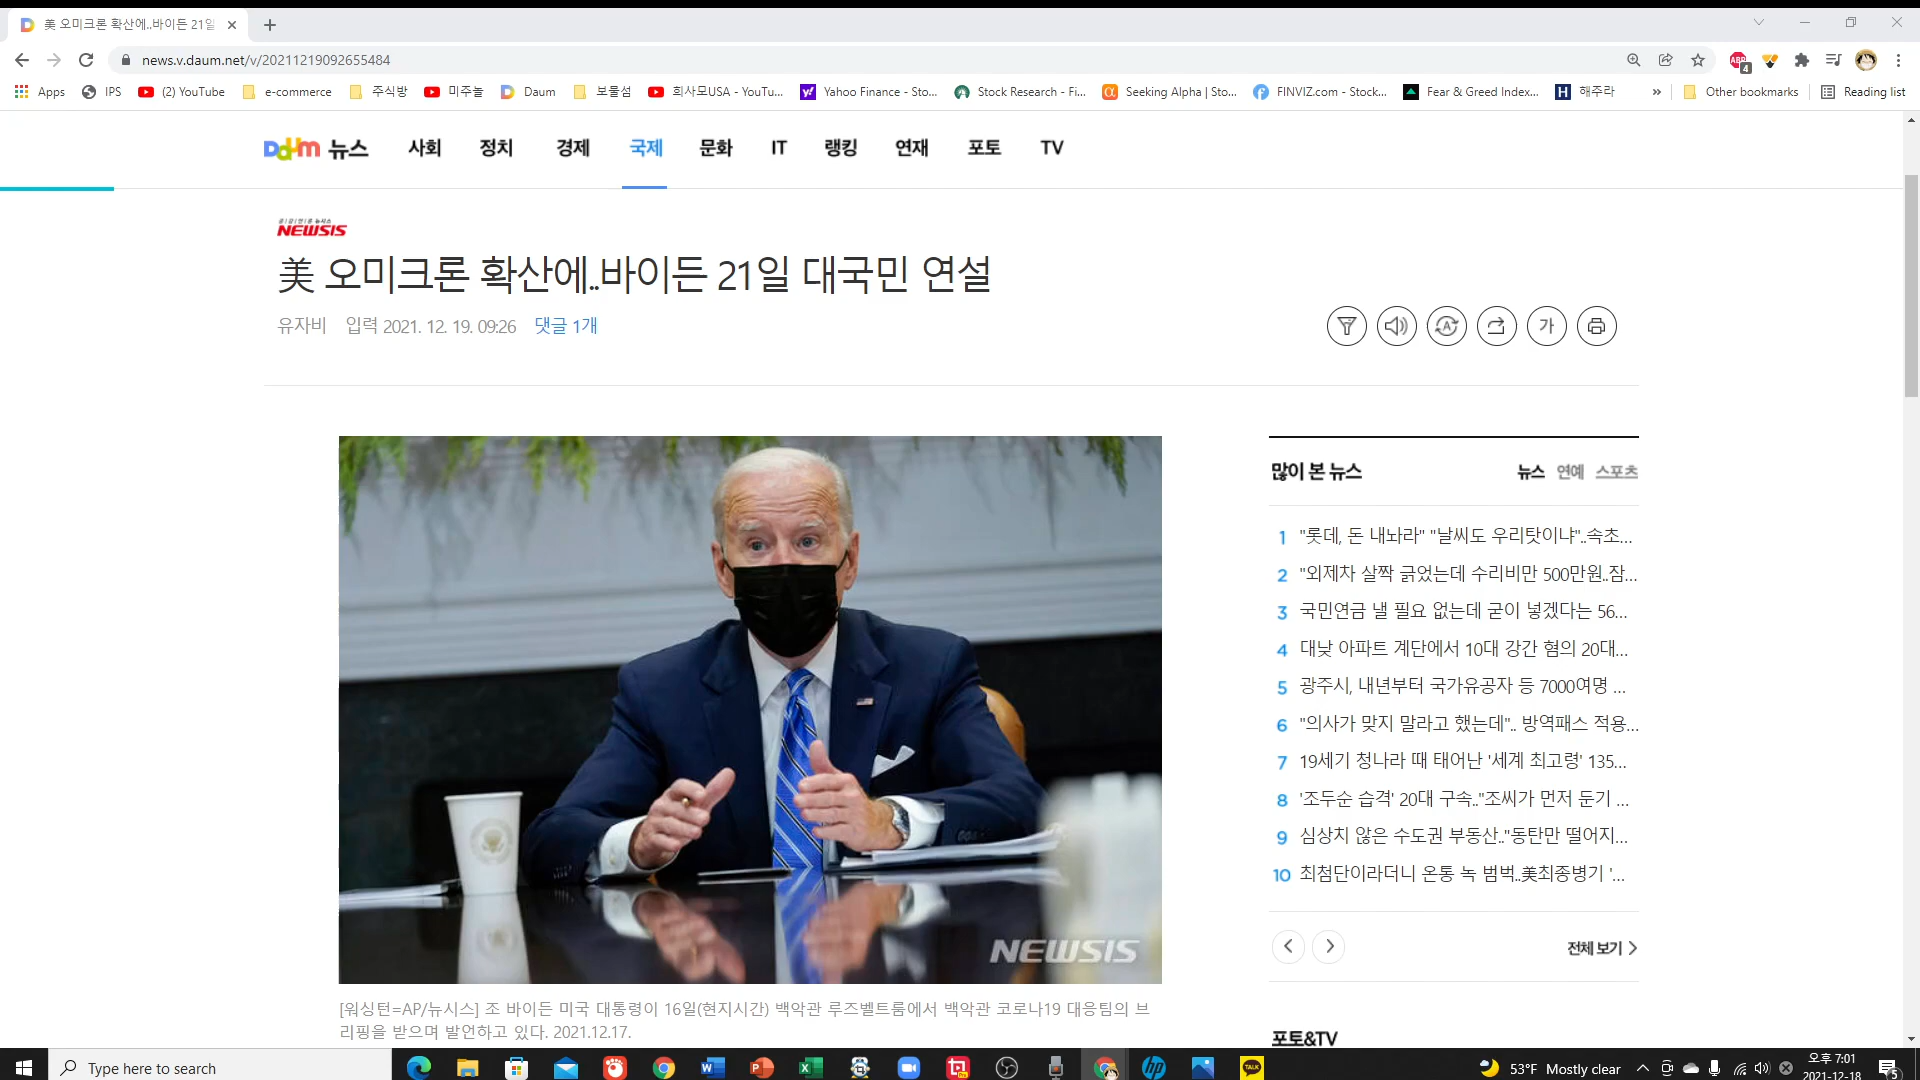 美 오미크론 확산에..바이든 21일
news.v.daum.net/v/20211219092655484
Apps IPS (2) YouTube e-commerce 주식방 미주놀 Daum 보물섬 희사모USA - YouTu... Yahoo Finance - Sto... Stock Research - Fi... Seeking Alpha | Sto... FINVIZ.com - Stock... Fear & Greed Index... 해주라 » Other bookmarks Reading list
Daum 뉴스 사회 정치 경제 국제 문화 IT 랭킹 연재 포토 TV
NEWSIS
美 오미크론 확산에..바이든 21일 대국민 연설
유자비 입력 2021. 12. 19. 09:26 댓글 1개
가
많이 본 뉴스 뉴스 연예 스포츠
1 "롯데, 돈 내놔라" "날씨도 우리탓이냐"..속초...
2 "외제차 살짝 긁었는데 수리비만 500만원..잠...
3 국민연금 낼 필요 없는데 굳이 넣겠다는 56...
4 대낮 아파트 계단에서 10대 강간 혐의 20대...
5 광주시, 내년부터 국가유공자 등 7000여명 ...
6 "의사가 맞지 말라고 했는데".. 방역패스 적용...
7 19세기 청나라 때 태어난 '세계 최고령' 135...
8 '조두순 습격' 20대 구속.."조씨가 먼저 둔기 ...
9 심상치 않은 수도권 부동산.."동탄만 떨어지...
10 최첨단이라더니 온통 녹 범벅..美최종병기 '...
전체 보기
NEWSIS
[워싱턴=AP/뉴시스] 조 바이든 미국 대통령이 16일(현지시간) 백악관 루즈벨트룸에서 백악관 코로나19 대응팀의 브
리핑을 받으며 발언하고 있다. 2021.12.17.
포토&TV
Type here to search
53°F Mostly clear
오후 7:01
2021-12-18
5